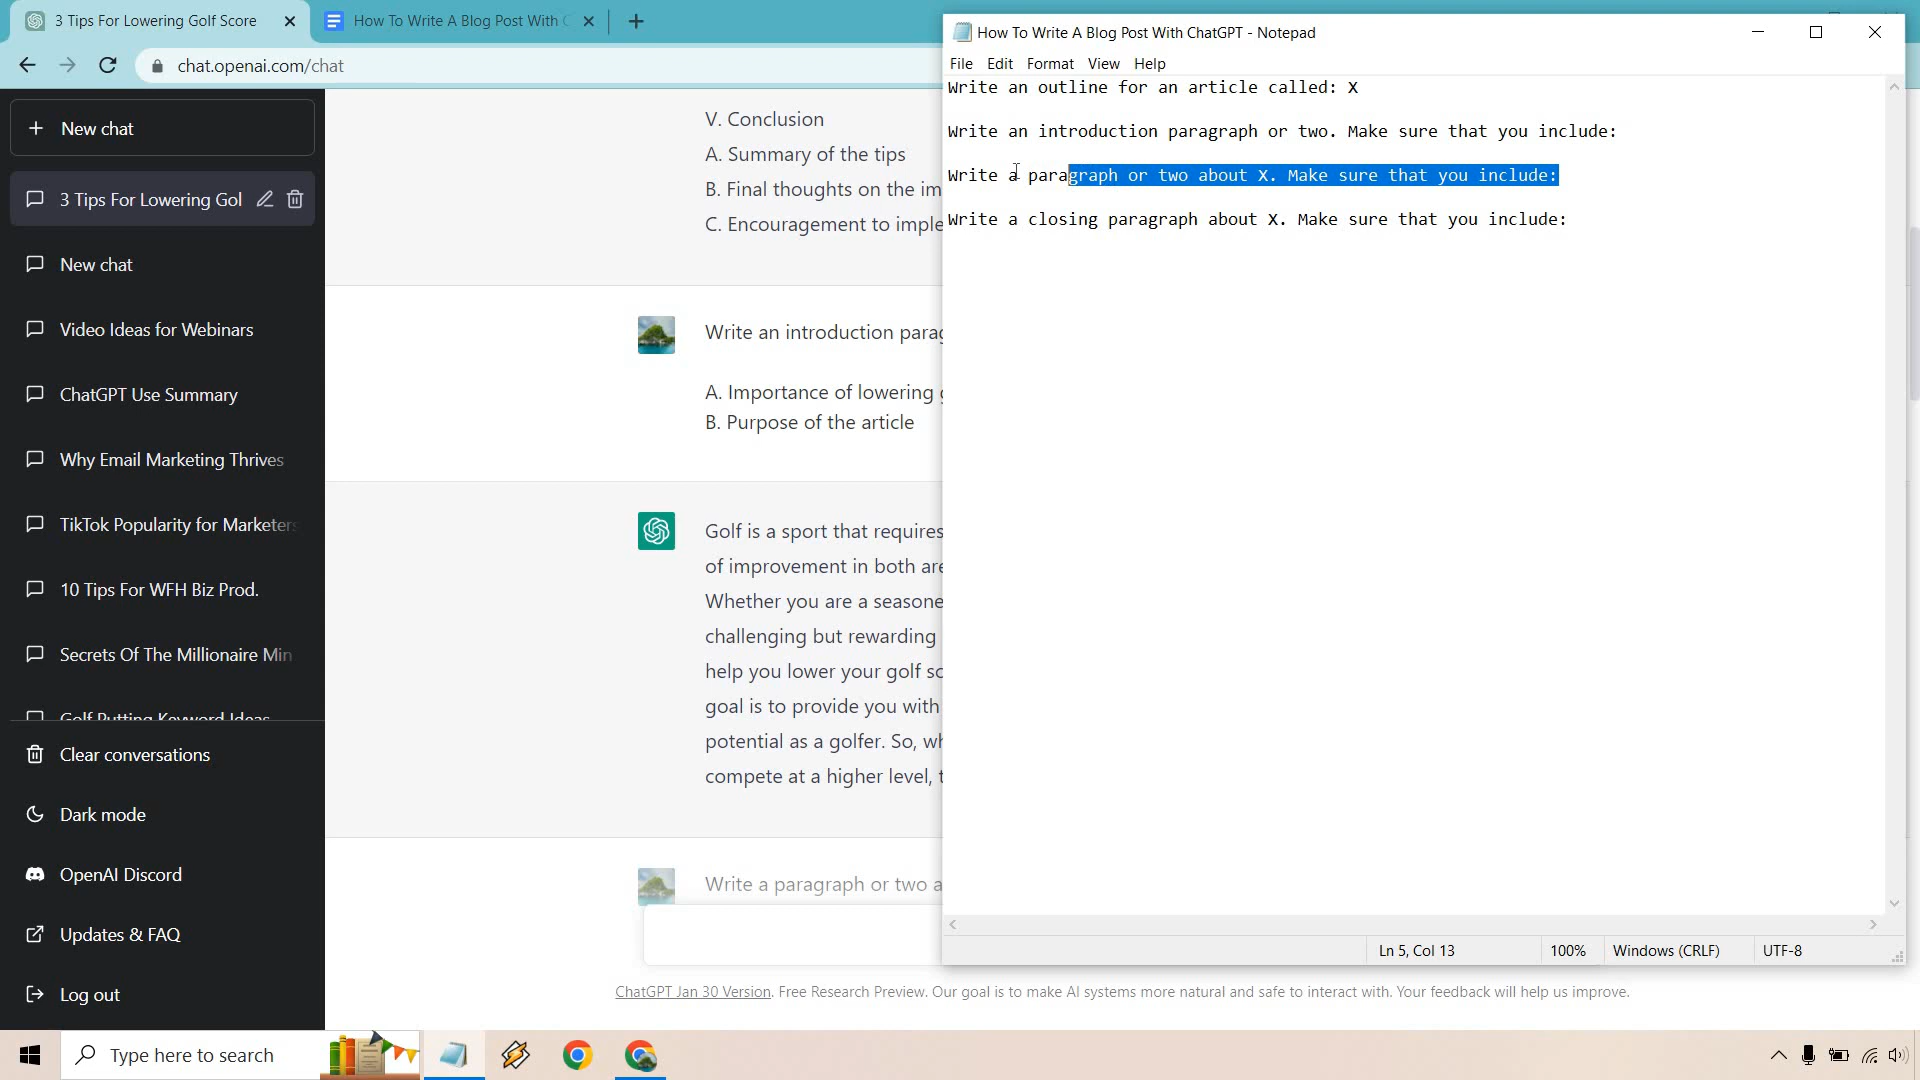 3 Tips For Lowering Golf Score
How To Write A Blog Post With
chat.openai.com/chat
New chat
3 Tips For Lowering Gol
New chat
Video Ideas for Webinars
ChatGPT Use Summary
Why Email Marketing Thrives
TikTok Popularity for Marketers
10 Tips For WFH Biz Prod.
Secrets Of The Millionaire Min
Golf Putting Keyword Ideas
Clear conversations
Dark mode
OpenAI Discord
Updates & FAQ
Log out
V. Conclusion
A. Summary of the tips
B. Final thoughts on the im
C. Encouragement to imple
Write an introduction parag
A. Importance of lowering
B. Purpose of the article
Golf is a sport that requires
of improvement in both are
Whether you are a seasone
challenging but rewarding
help you lower your golf sc
goal is to provide you with
potential as a golfer. So, wh
compete at a higher level, t
Write a paragraph or two a
ChatGPT Jan 30 Version. Free Research Preview. Our goal is to make AI systems more natural and safe to interact with. Your feedback will help us improve.
How To Write A Blog Post With ChatGPT - Notepad
File Edit Format View Help
Write an outline for an article called: X
Write an introduction paragraph or two. Make sure that you include:
Write a paragraph or two about X. Make sure that you include:
Write a closing paragraph about X. Make sure that you include:
Ln 5, Col 13 100% Windows (CRLF) UTF-8
Type here to search